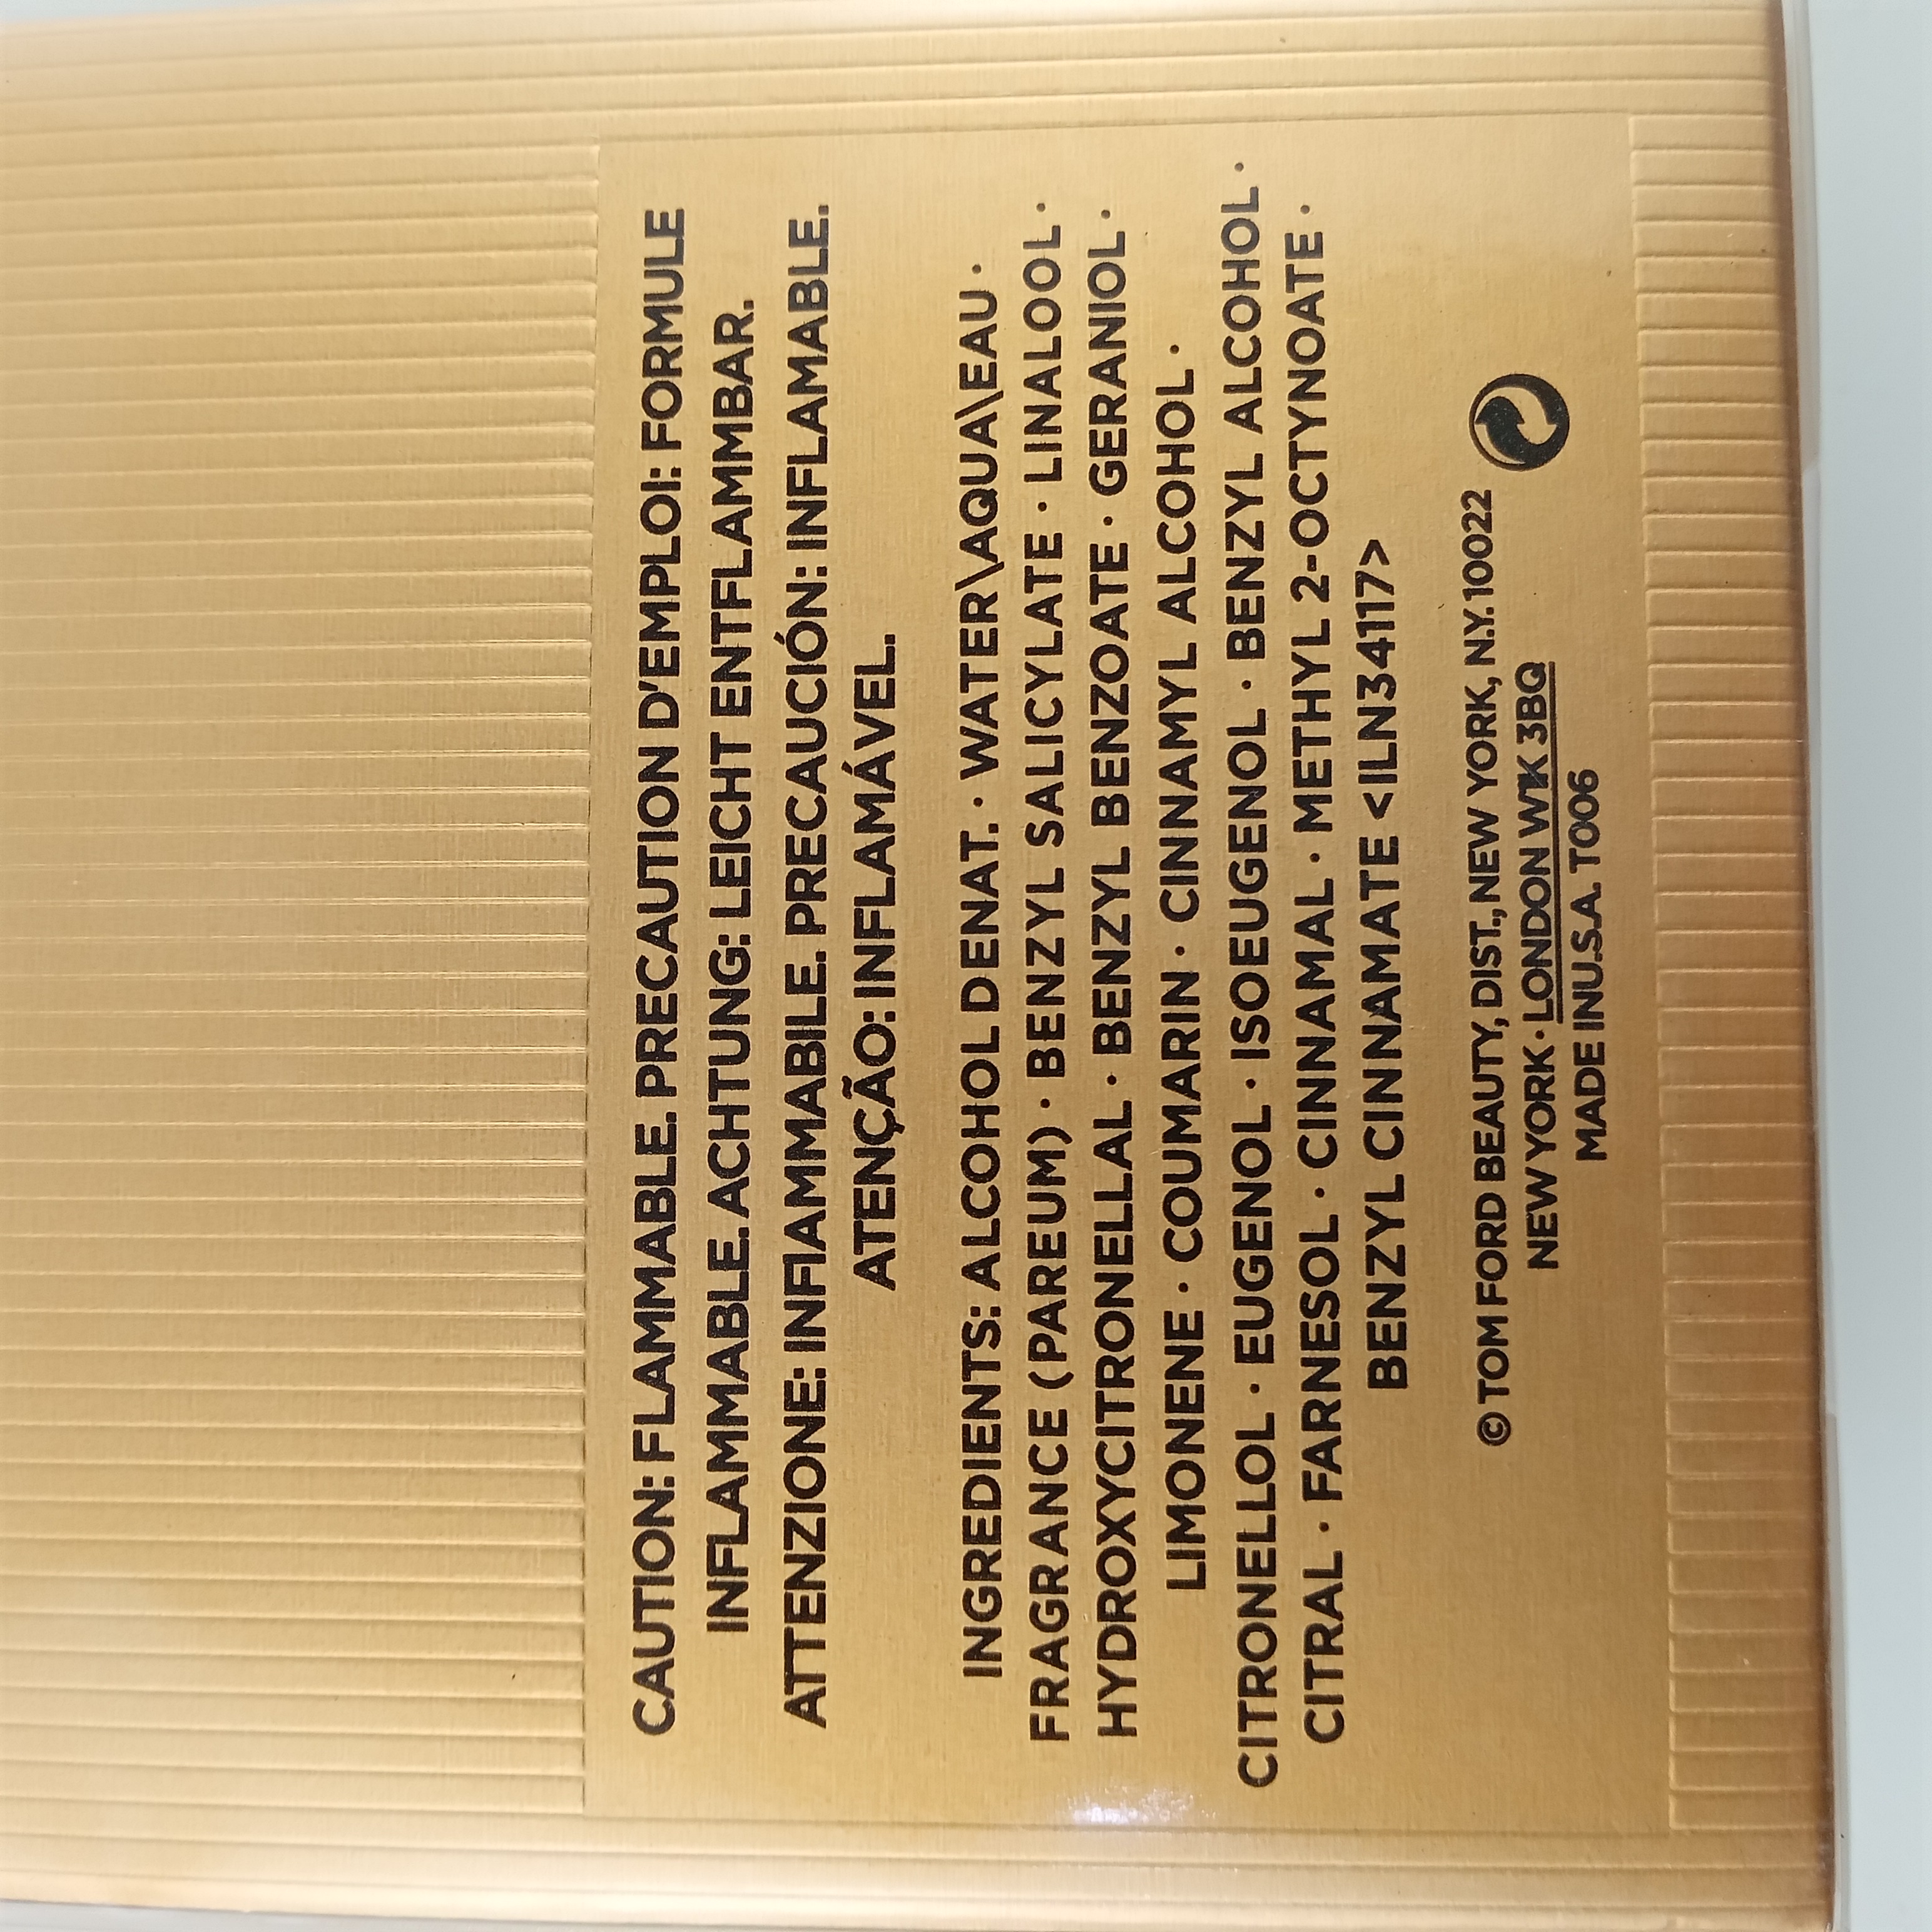 CAUTION: FLAMMABLE. PRECAUTION D'EMPLOI: FORMULE
INFLAMMABLE. ACHTUNG: LEICHT ENTFLAMMBAR.
ATTENZIONE: INFIAMMABILE. PRECAUCIÓN: INFLAMABLE.
ATENÇÃO: INFLAMÁVEL.
INGREDIENTS: ALCOHOL DENAT. · WATER\AQUA\EAU ·
FRAGRANCE (PAREUM) · BENZYL SALICYLATE · LINALOOL ·
HYDROXYCITRONELLAL · BENZYL BENZOATE · GERANIOL ·
LIMONENE · COUMARIN · CINNAMYL ALCOHOL ·
CITRONELLOL · EUGENOL · ISOEUGENOL · BENZYL ALCOHOL ·
CITRAL · FARNESOL · CINNAMAL · METHYL 2-OCTYNOATE ·
BENZYL CINNAMATE <ILN34117>
© TOM FORD BEAUTY, DIST., NEW YORK, N.Y. 10022
NEW YORK · LONDON W1K 3BQ
MADE IN U.S.A. T006